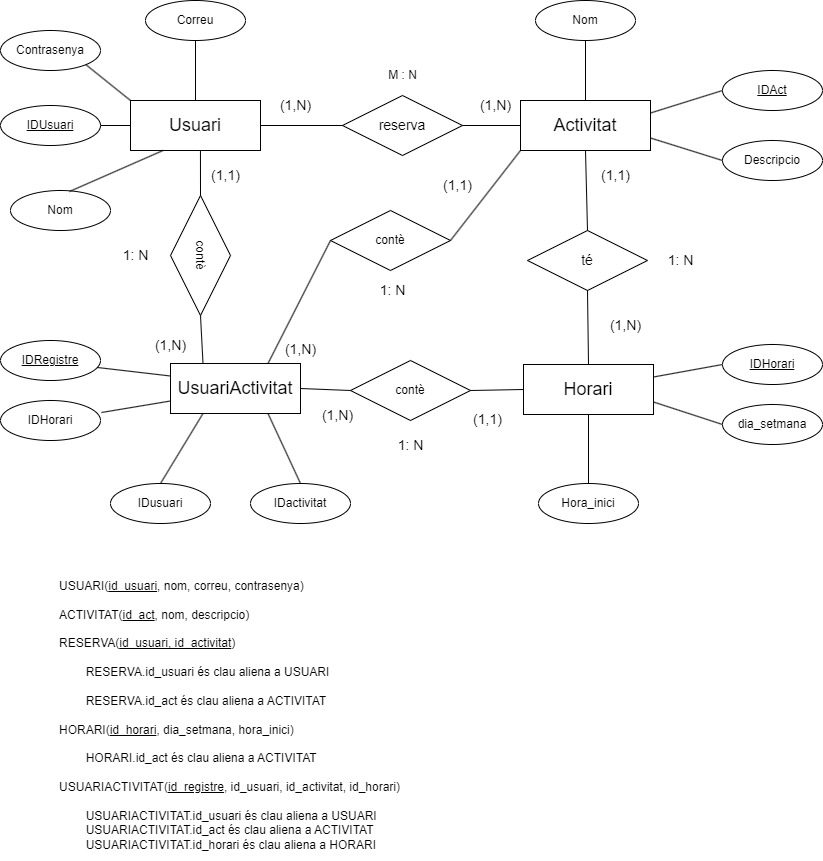 Correu
Nom
Contrasenya
M : N
IDAct
(1,N)
(1,N)
IDUsuari
Usuari
reserva
Activitat
Descripcio
(1,1)
(1,1)
(1,1)
Nom
contè
contè
1: N
té
1: N
1: N
(1,N)
(1,N)
(1,N)
IDRegistre
IDHorari
UsuariActivitat
contè
Horari
IDHorari
(1,N)
(1,1)
dia_setmana
1: N
IDusuari
IDactivitat
Hora_inici
USUARI(id_usuari, nom, correu, contrasenya)
ACTIVITAT(id_act, nom, descripcio)
RESERVA(id_usuari, id_activitat)
RESERVA.id_usuari és clau aliena a USUARI
RESERVA.id_act és clau aliena a ACTIVITAT
HORARI(id_horari, dia_setmana, hora_inici)
HORARI.id_act és clau aliena a ACTIVITAT
USUARIACTIVITAT(id_registre, id_usuari, id_activitat, id_horari)
USUARIACTIVITAT.id_usuari és clau aliena a USUARI
USUARIACTIVITAT.id_act és clau aliena a ACTIVITAT
USUARIACTIVITAT.id_horari és clau aliena a HORARI